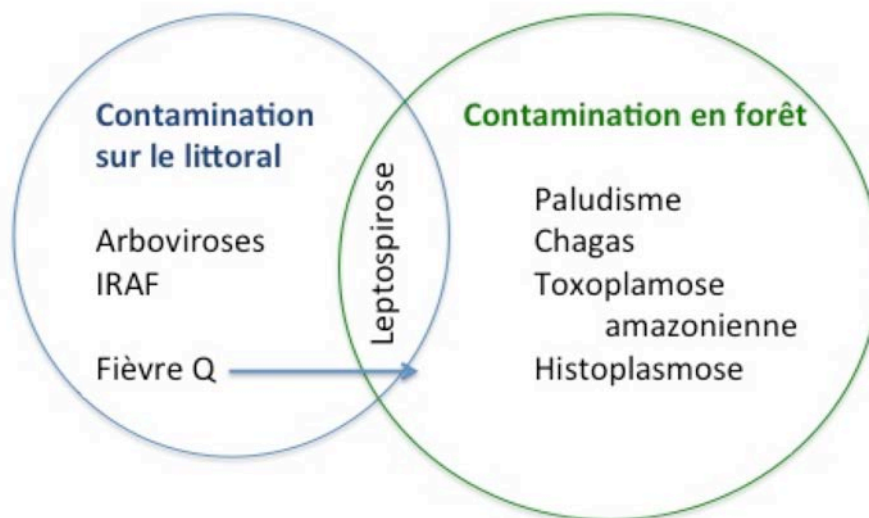 Contamination
sur le littoral
Arboviroses
IRAF
Fièvre Q
Leptospirose
Contamination en forêt
Paludisme
Chagas
Toxoplamose
amazonienne
Histoplasmose